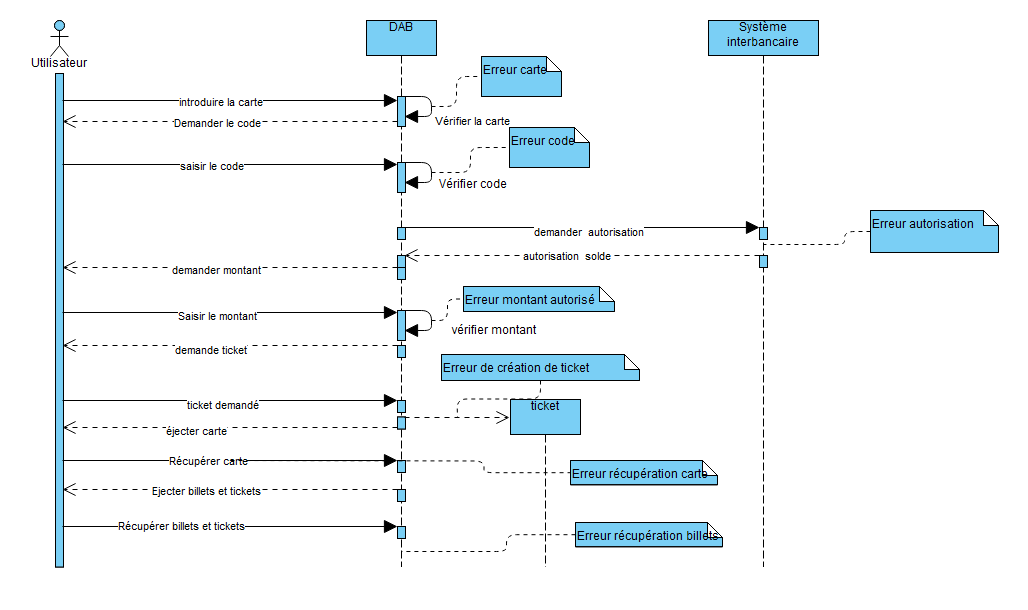 Utilisateur
DAB
Système
interbancaire
Erreur carte
introduire la carte
Vérifier la carte
Demander le code
Erreur code
saisir le code
Vérifier code
Erreur autorisation
demander autorisation
autorisation solde
demander montant
Erreur montant autorisé
Saisir le montant
vérifier montant
demande ticket
Erreur de création de ticket
ticket demandé
ticket
éjecter carte
Récupérer carte
Erreur récupération carte
Ejecter billets et tickets
Récupérer billets et tickets
Erreur récupération billets